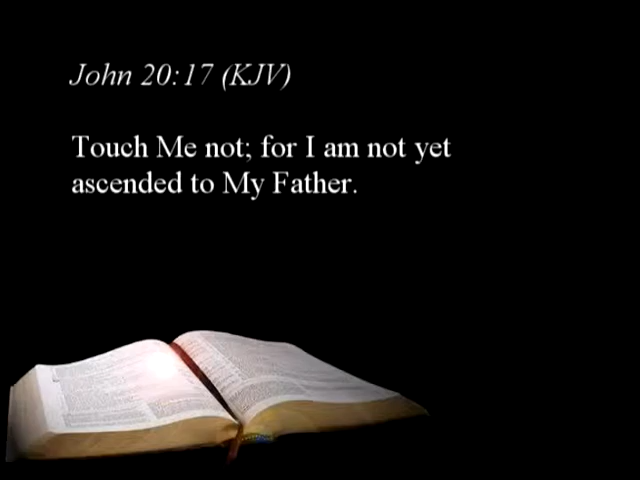 John 20:17 (KJV)
Touch Me not; for I am not yet
ascended to My Father.